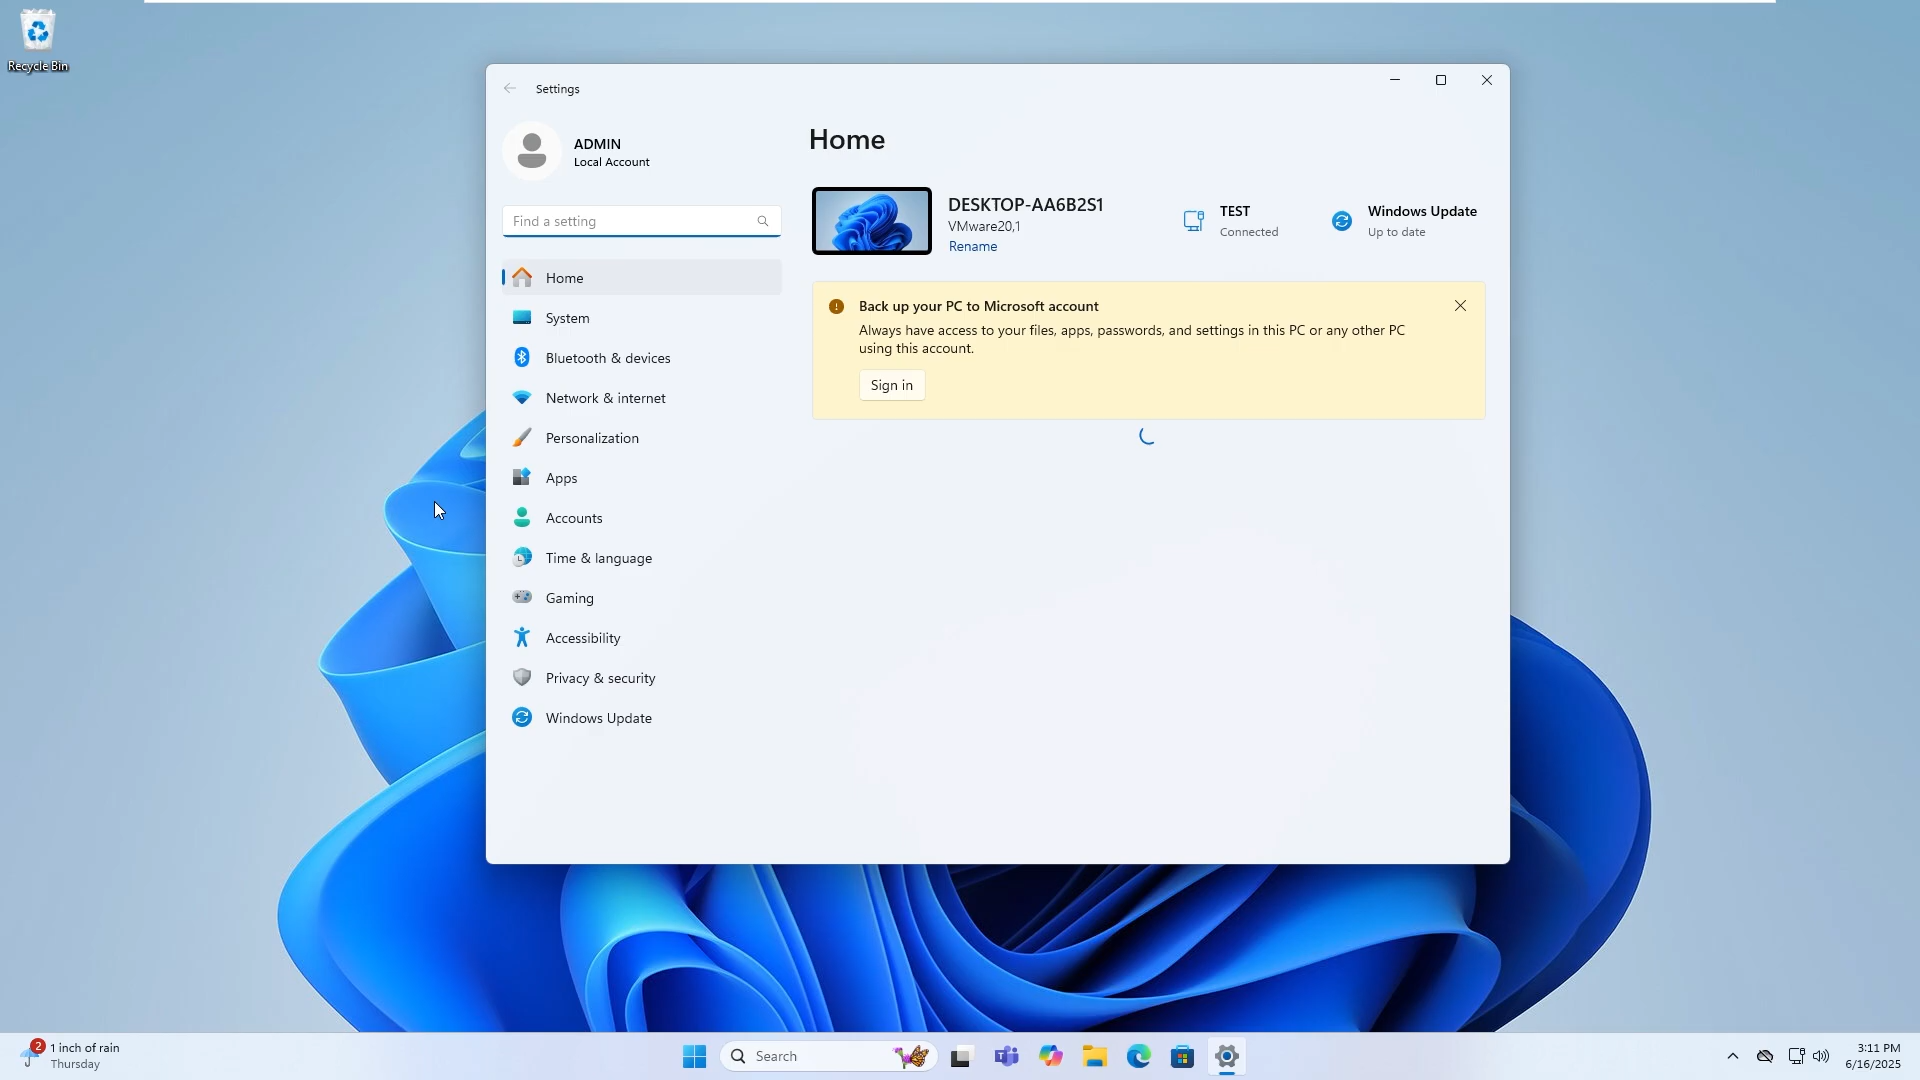 Recycle Bin
Settings
ADMIN
Local Account
Find a setting
Home
System
Bluetooth & devices
Network & internet
Personalization
Apps
Accounts
Time & language
Gaming
Accessibility
Privacy & security
Windows Update
Home
DESKTOP-AA6B2S1
VMware20,1
Rename
TEST
Connected
Windows Update
Up to date
Back up your PC to Microsoft account
Always have access to your files, apps, passwords, and settings in this PC or any other PC
using this account.
Sign in
2
1 inch of rain
Thursday
Search
3:11 PM
6/16/2025